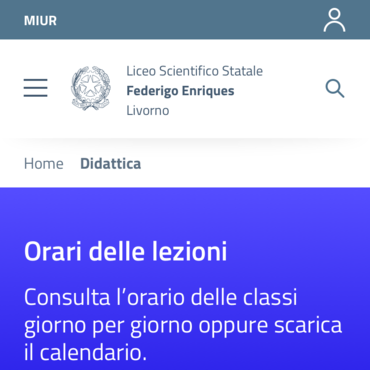 MIUR
Liceo Scientifico Statale
Federigo Enriques
Livorno
Home Didattica
Orari delle lezioni
Consulta l’orario delle classi
giorno per giorno oppure scarica
il calendario.